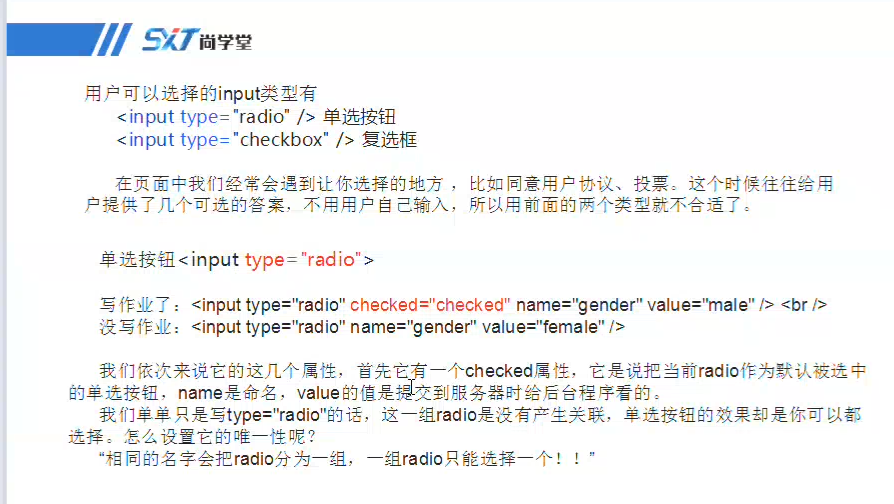 SXT尚学堂
用户可以选择的input类型有
<input type="radio" /> 单选按钮
<input type="checkbox" /> 复选框
在页面中我们经常会遇到让你选择的地方 ，比如同意用户协议、投票。这个时候往往给用
户提供了几个可选的答案，不用用户自己输入，所以用前面的两个类型就不合适了。
单选按钮<input type="radio">
写作业了：<input type="radio" checked="checked" name="gender" value="male" /> <br />
没写作业：<input type="radio" name="gender" value="female" />
我们依次来说它的这几个属性，首先它有一个checked属性，它是说把当前radio作为默认被选中
的单选按钮，name是命名，value的值是提交到服务器时给后台程序看的。
我们单单只是写type="radio"的话，这一组radio是没有产生关联，单选按钮的效果却是你可以都
选择。怎么设置它的唯一性呢？
“相同的名字会把radio分为一组，一组radio只能选择一个！！”